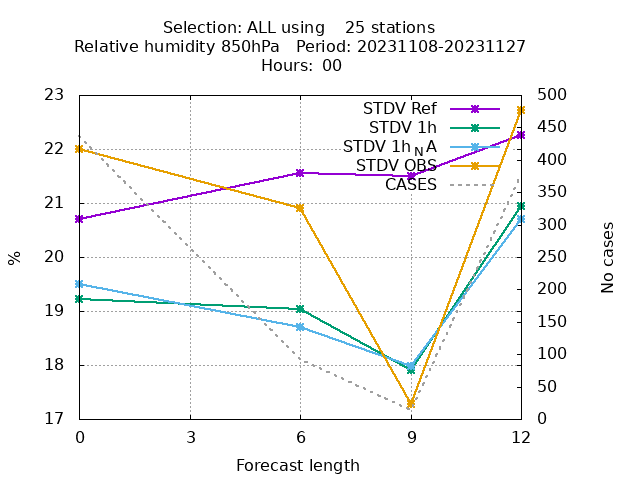 Selection: ALL using    25 stations
Relative humidity 850hPa   Period: 20231108-20231127
Hours: 00
STDV Ref
STDV 1h
STDV 1h_NA
STDV OBS
CASES
23
22
21
20
19
18
17
%
500
450
400
350
300
250
200
150
100
50
0
No cases
0 3 6 9 12
Forecast length